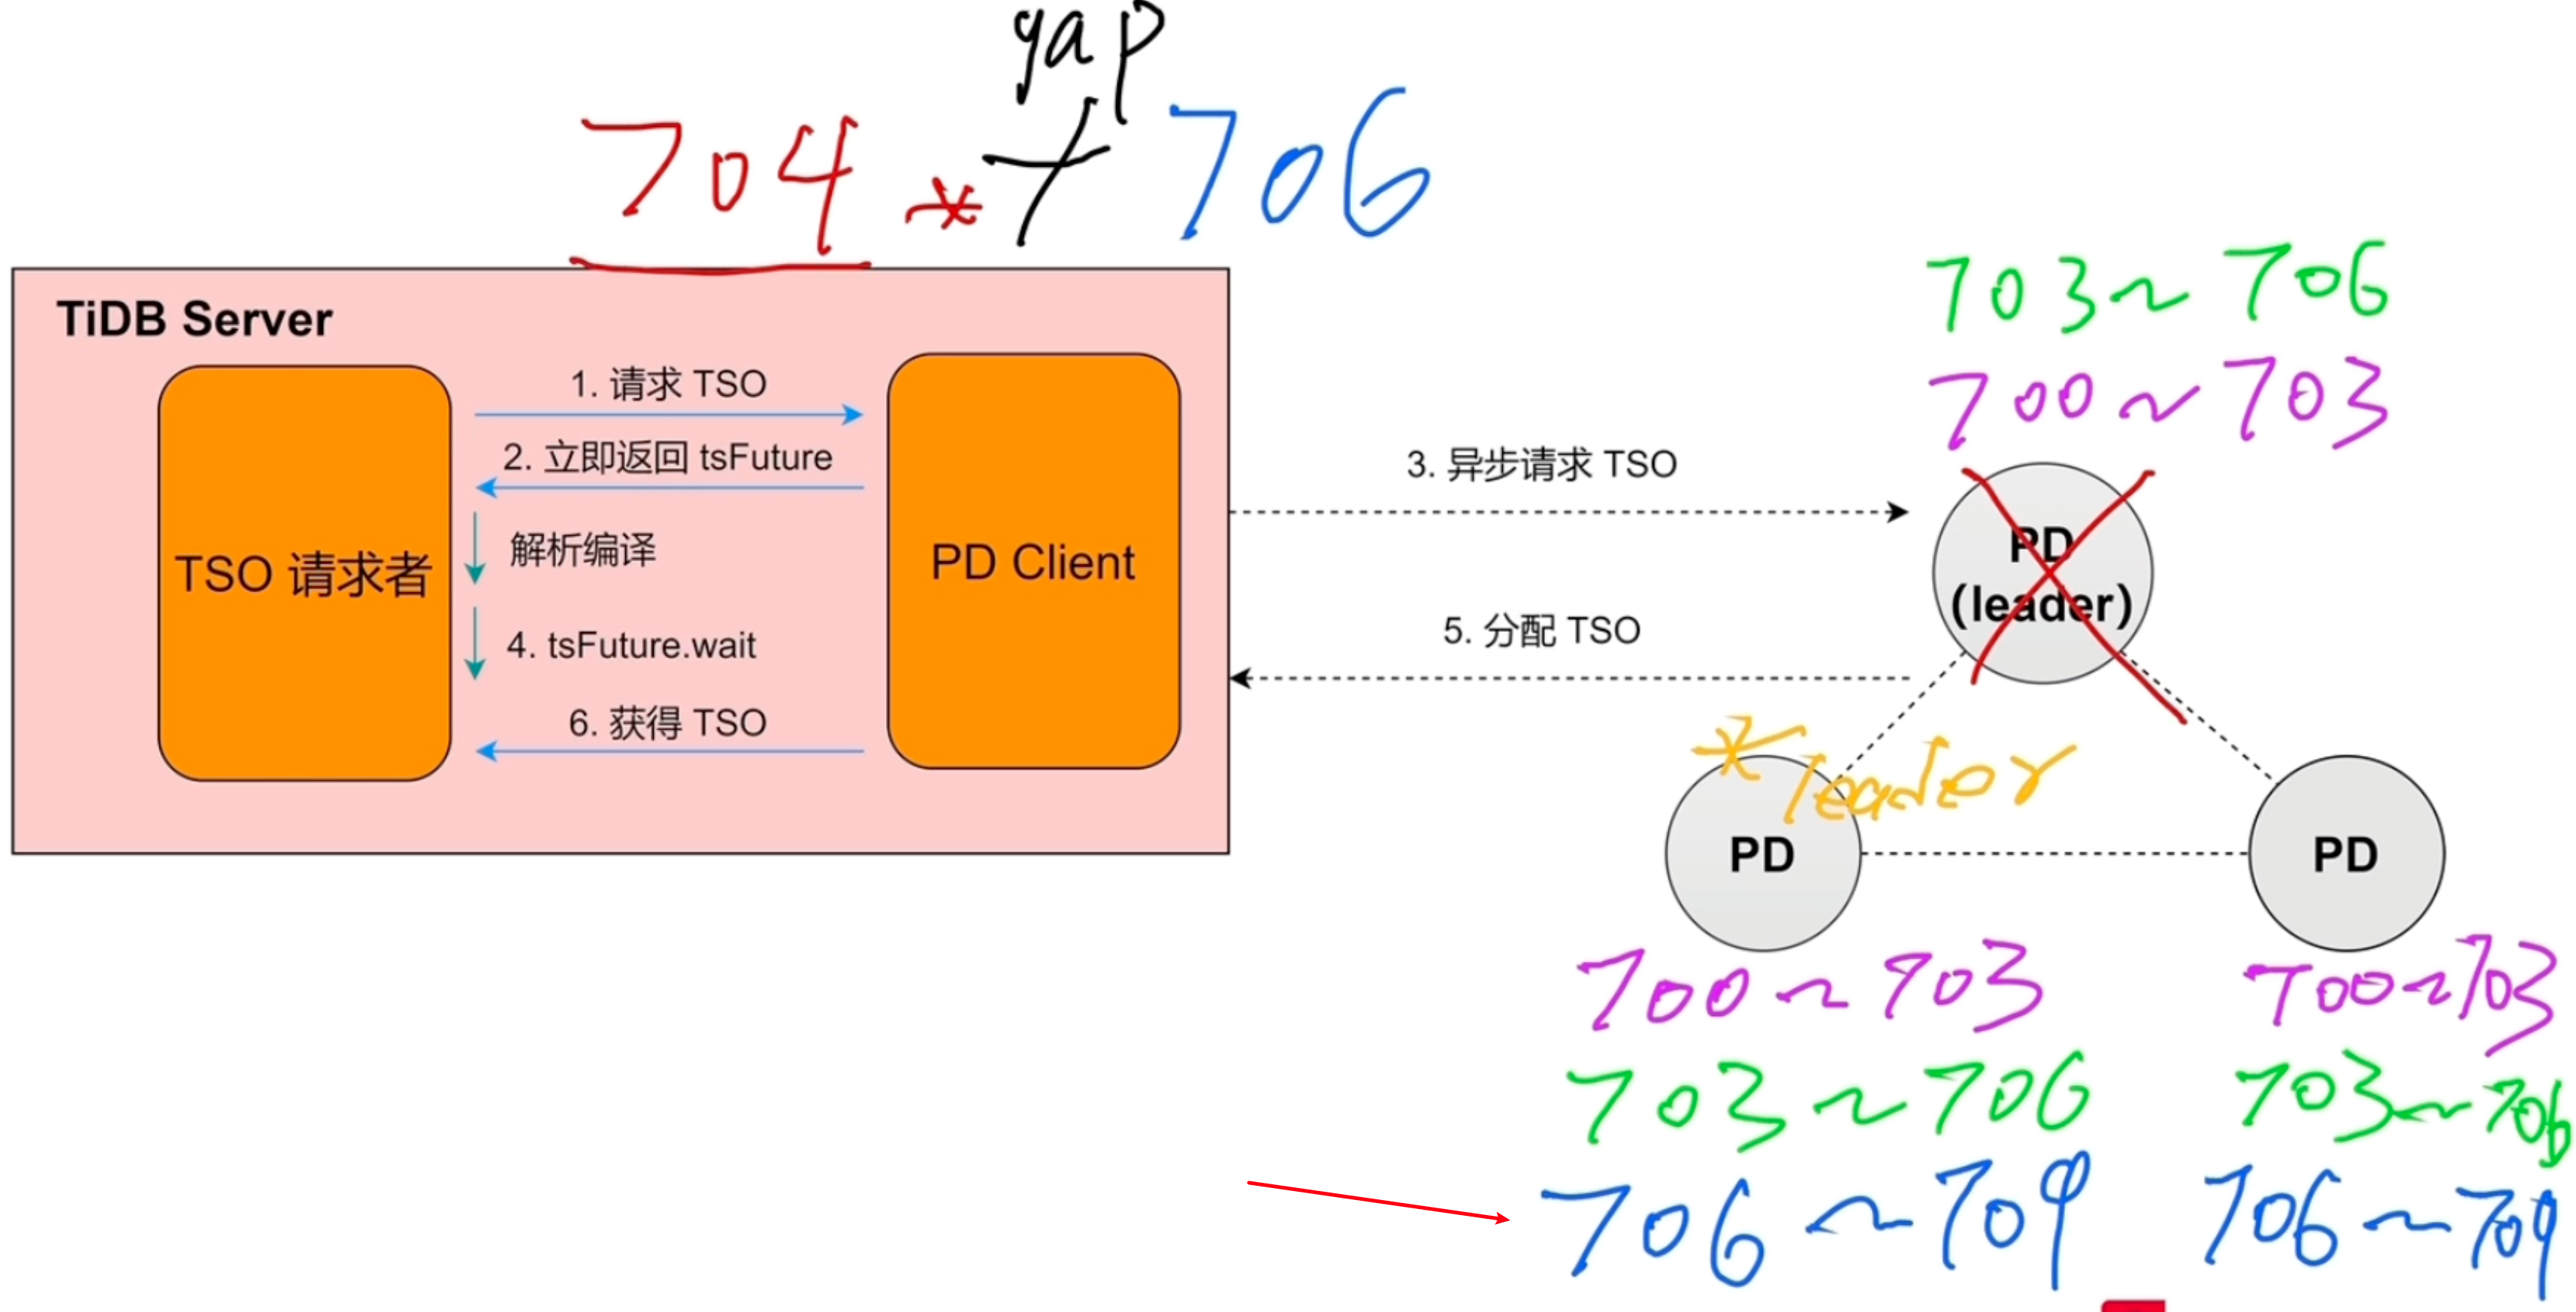 gap
704 * 706
TiDB Server
TSO 请求者
1. 请求 TSO
2. 立即返回 tsFuture
解析编译
4. tsFuture.wait
6. 获得 TSO
PD Client
3. 异步请求 TSO
5. 分配 TSO
703~706
700~703
PD
(leader)
* leader
PD
PD
700~703
703~706
706~709
700~703
703~706
706~709